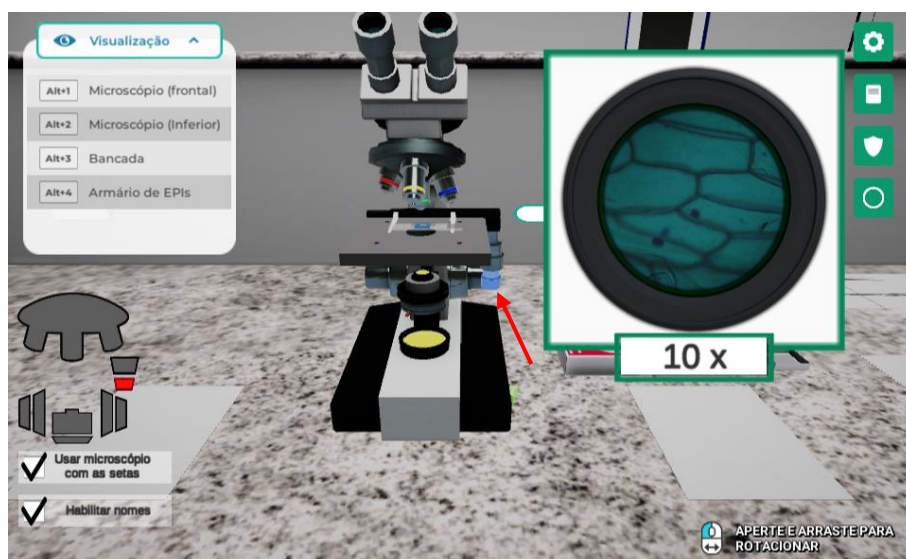 Visualização
Alt+1 Microscópio (frontal)
Alt+2 Microscópio (Inferior)
Alt+3 Bancada
Alt+4 Armário de EPIs
10 x
Usar microscópio
com as setas
Habilitar nomes
APERTE E ARRASTE PARA
ROTACIONAR